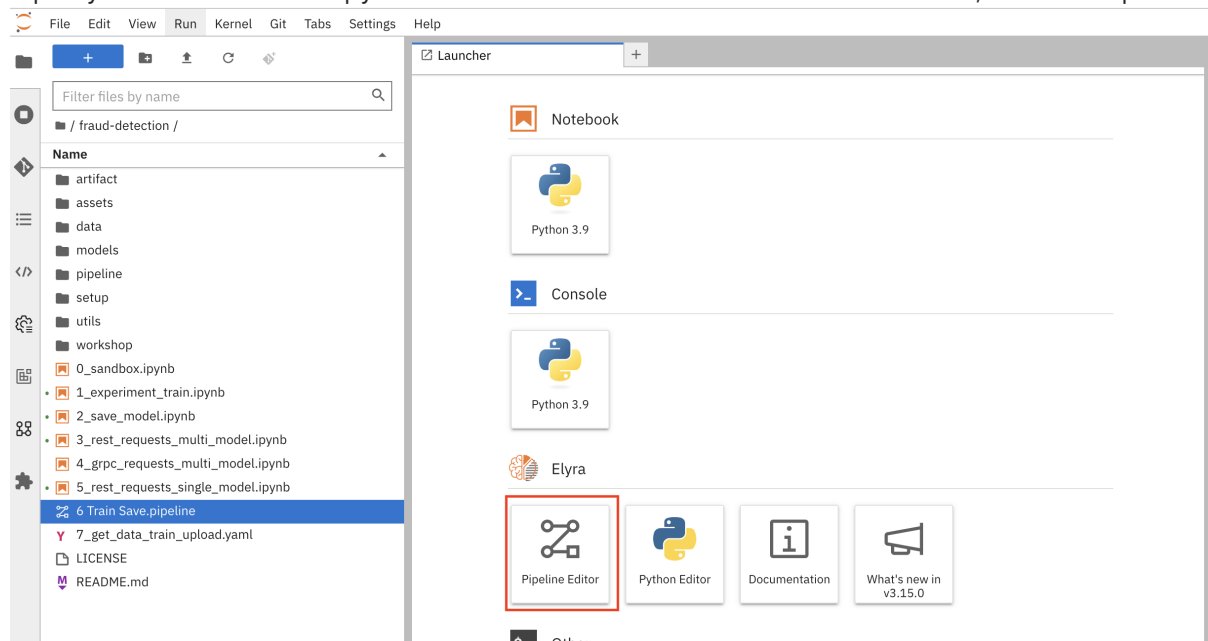 File Edit View Run Kernel Git Tabs Settings Help
+
Launcher
+
Filter files by name
/ fraud-detection /
Name
artifact
assets
data
models
pipeline
setup
utils
workshop
0_sandbox.ipynb
1_experiment_train.ipynb
2_save_model.ipynb
3_rest_requests_multi_model.ipynb
4_grpc_requests_multi_model.ipynb
5_rest_requests_single_model.ipynb
6 Train Save.pipeline
Y 7_get_data_train_upload.yaml
LICENSE
M README.md
Notebook
Python 3.9
Console
Python 3.9
Elyra
Pipeline Editor
Python Editor
Documentation
What's new in
v3.15.0